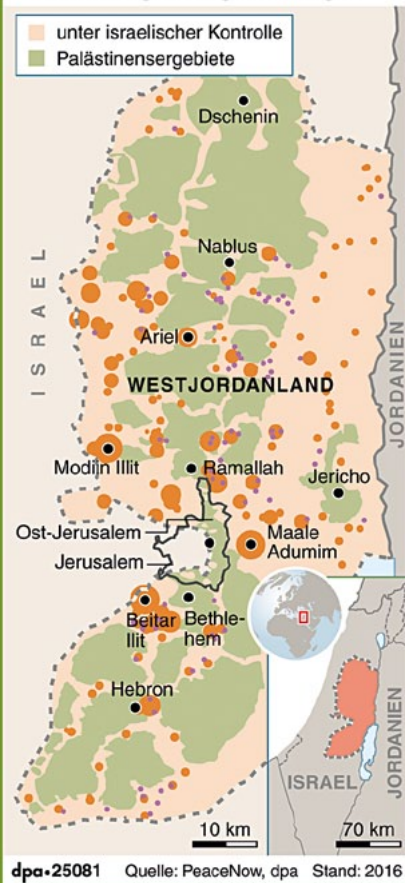 unter israelischer Kontrolle
Palästinensergebiete
Dschenin
Nablus
ISRAEL
Ariel
WESTJORDANLAND
JORDANIEN
Modiin Illit
Ramallah
Jericho
Ost-Jerusalem
Jerusalem
Maale
Adumim
Beitar
Illit
Bethle-
hem
Hebron
ISRAEL
JORDANIEN
10 km
70 km
dpa•25081 Quelle: PeaceNow, dpa Stand: 2016